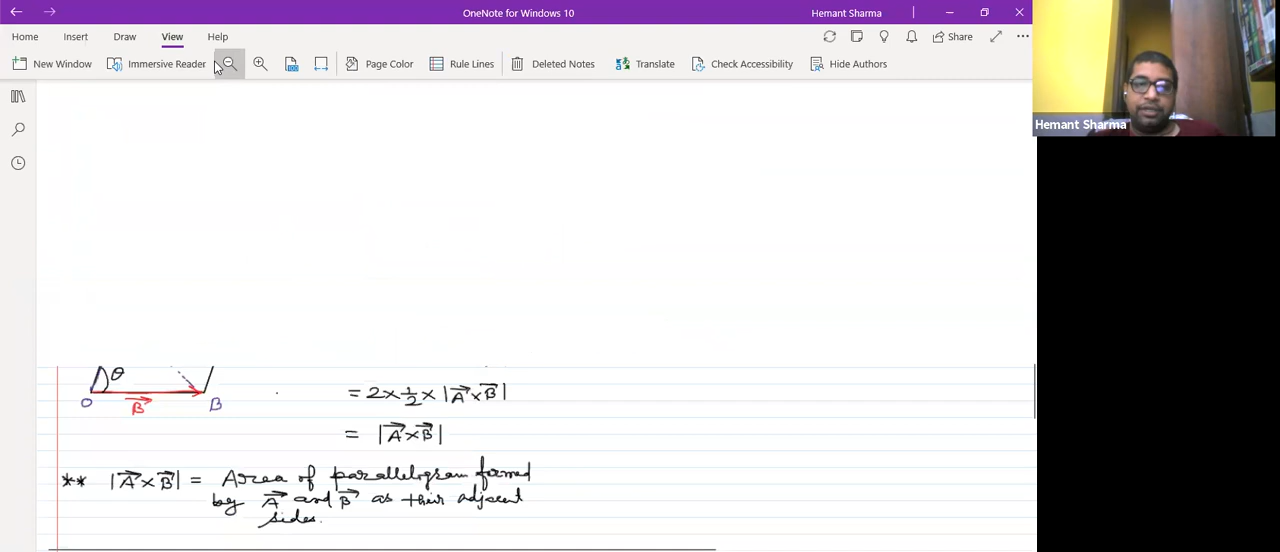 OneNote for Windows 10
Hemant Sharma
Home Insert Draw View Help
Share
New Window Immersive Reader Page Color Rule Lines Deleted Notes Translate Check Accessibility Hide Authors
Hemant Sharma
θ
O B⃗ B
= 2 × 1/2 × |A⃗ × B⃗|
= |A⃗ × B⃗|
** |A⃗ × B⃗| = Area of parallelogram formed
by A⃗ and B⃗ as their adjacent
sides.